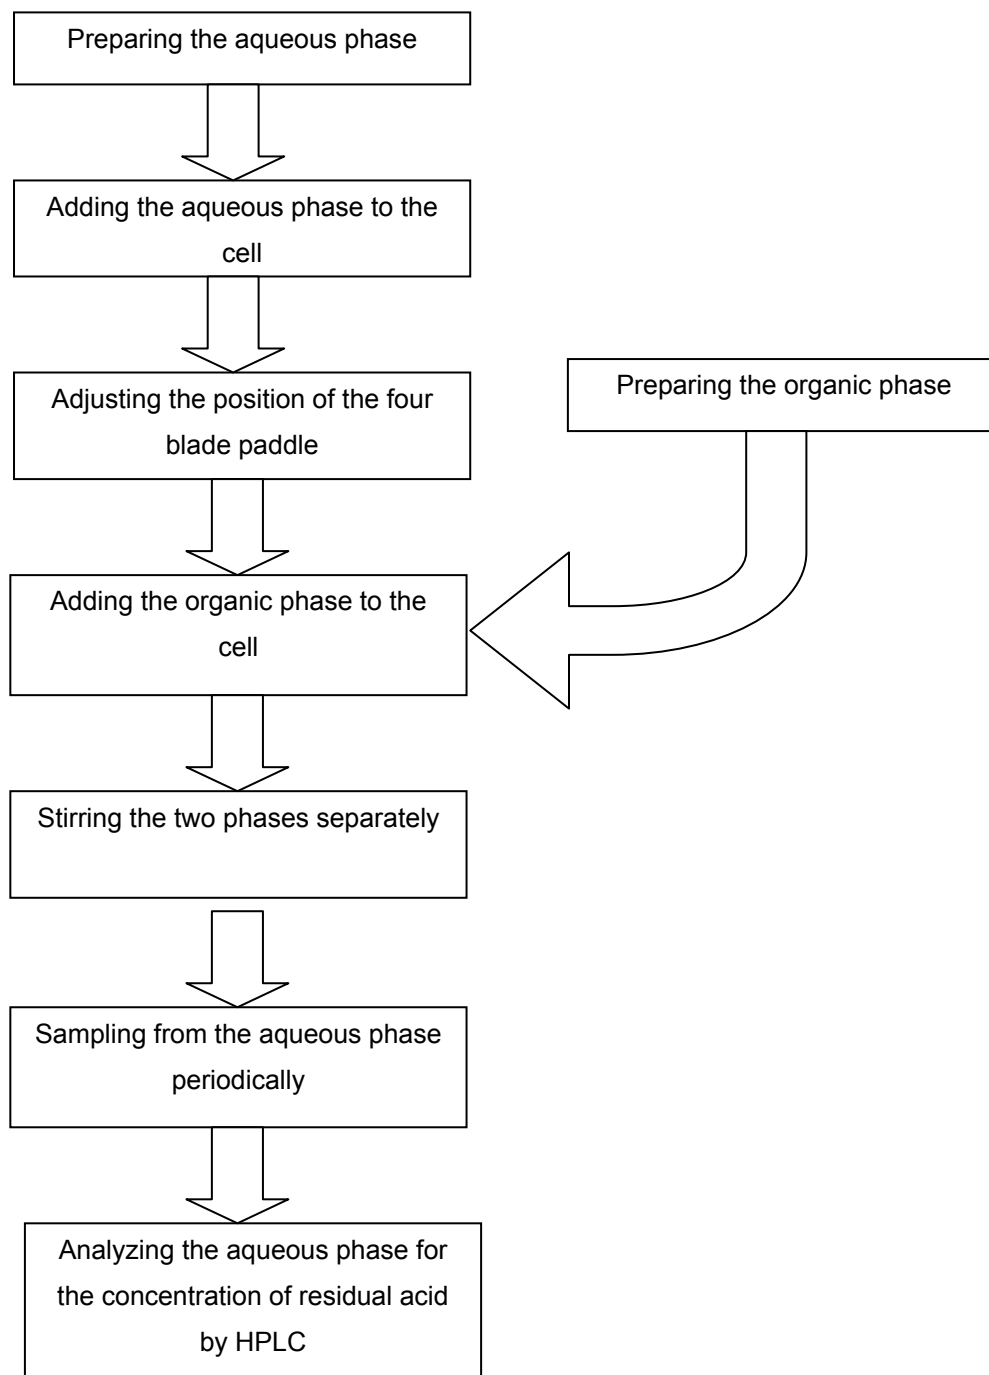 Preparing the aqueous phase
Adding the aqueous phase to the
cell
Adjusting the position of the four
blade paddle
Preparing the organic phase
Adding the organic phase to the
cell
Stirring the two phases separately
Sampling from the aqueous phase
periodically
Analyzing the aqueous phase for
the concentration of residual acid
by HPLC